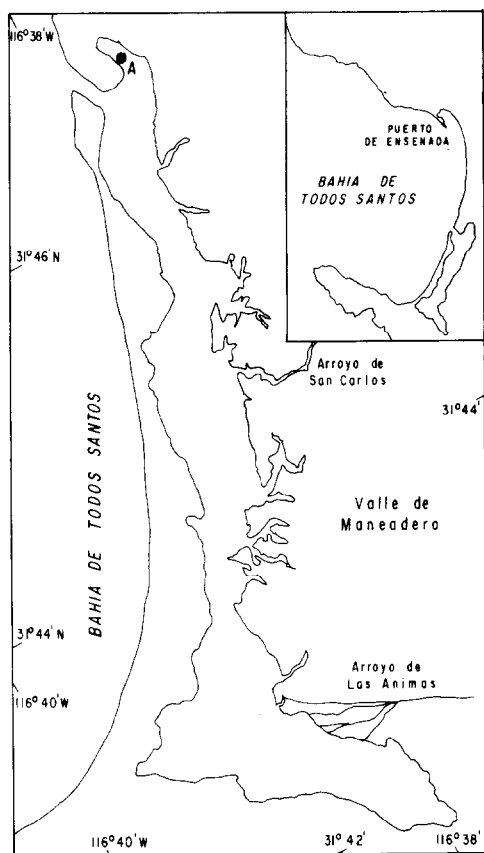 116° 38' W
A
PUERTO
DE ENSENADA
BAHIA DE
TODOS SANTOS
31° 46' N
Arroyo de
San Carlos
31° 44'
BAHIA DE TODOS SANTOS
Valle de
Maneadero
31° 44' N
116° 40' W
Arroyo de
Las Animas
116° 40' W
31° 42'
116° 38'